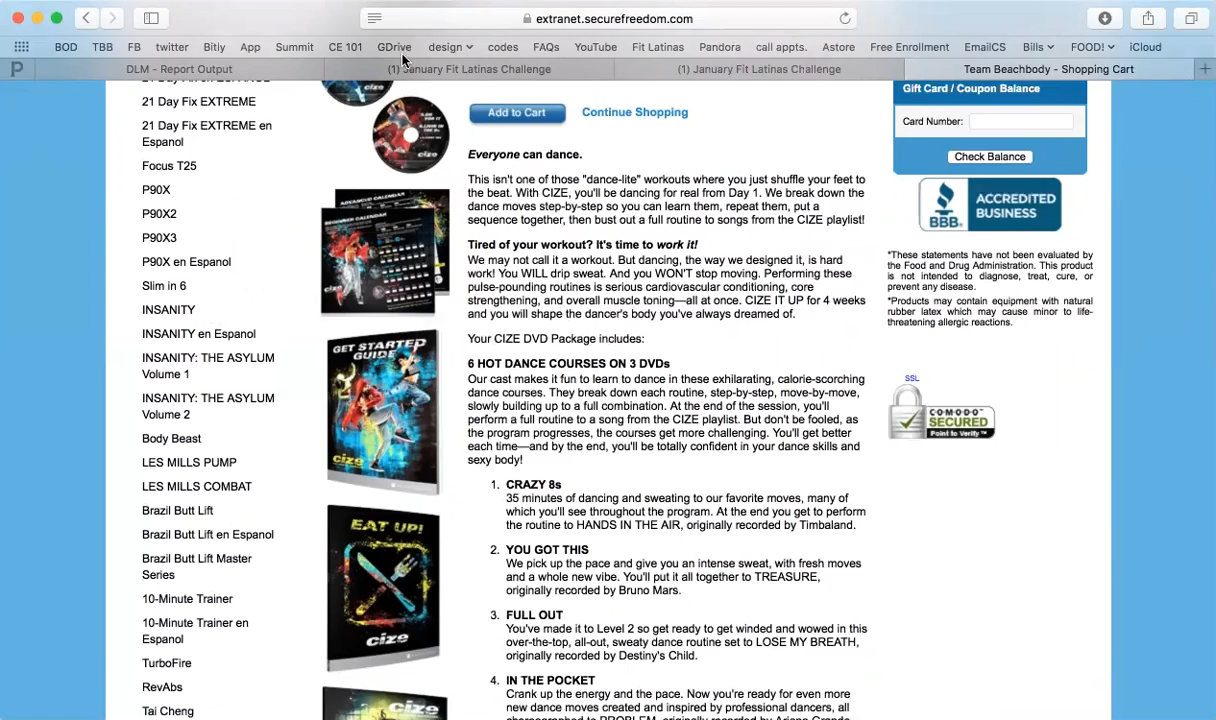 extranet.securefreedom.com
BOD TBB FB twitter Bitly App Summit CE 101 GDrive design codes FAQs YouTube Fit Latinas Pandora call appts. Astore Free Enrollment EmailCS Bills FOOD! iCloud
P DLM - Report Output (1) January Fit Latinas Challenge (1) January Fit Latinas Challenge Team Beachbody - Shopping Cart
21 Day Fix en Espanol
21 Day Fix EXTREME
21 Day Fix EXTREME en
Espanol
Focus T25
P90X
P90X2
P90X3
P90X en Espanol
Slim in 6
INSANITY
INSANITY en Espanol
INSANITY: THE ASYLUM
Volume 1
INSANITY: THE ASYLUM
Volume 2
Body Beast
LES MILLS PUMP
LES MILLS COMBAT
Brazil Butt Lift
Brazil Butt Lift en Espanol
Brazil Butt Lift Master
Series
10-Minute Trainer
10-Minute Trainer en
Espanol
TurboFire
RevAbs
Tai Cheng
cize
ADVANCED CALENDAR
BEGINNER CALENDAR
GET STARTED
GUIDE
cize
EAT UP!
cize
Add to Cart Continue Shopping
Everyone can dance.
This isn't one of those "dance-lite" workouts where you just shuffle your feet to
the beat. With CIZE, you'll be dancing for real from Day 1. We break down the
dance moves step-by-step so you can learn them, repeat them, put a
sequence together, then bust out a full routine to songs from the CIZE playlist!
Tired of your workout? It's time to work it!
We may not call it a workout. But dancing, the way we designed it, is hard
work! You WILL drip sweat. And you WON'T stop moving. Performing these
pulse-pounding routines is serious cardiovascular conditioning, core
strengthening, and overall muscle toning—all at once. CIZE IT UP for 4 weeks
and you will shape the dancer's body you've always dreamed of.
Your CIZE DVD Package includes:
6 HOT DANCE COURSES ON 3 DVDs
Our cast makes it fun to learn to dance in these exhilarating, calorie-scorching
dance courses. They break down each routine, step-by-step, move-by-move,
slowly building up to a full combination. At the end of the session, you'll
perform a full routine to a song from the CIZE playlist. But don't be fooled, as
the program progresses, the courses get more challenging. You'll get better
each time—and by the end, you'll be totally confident in your dance skills and
sexy body!
1. CRAZY 8s
35 minutes of dancing and sweating to our favorite moves, many of
which you'll see throughout the program. At the end you get to perform
the routine to HANDS IN THE AIR, originally recorded by Timbaland.
2. YOU GOT THIS
We pick up the pace and give you an intense sweat, with fresh moves
and a whole new vibe. You'll put it all together to TREASURE,
originally recorded by Bruno Mars.
3. FULL OUT
You've made it to Level 2 so get ready to get winded and wowed in this
over-the-top, all-out, sweaty dance routine set to LOSE MY BREATH,
originally recorded by Destiny's Child.
4. IN THE POCKET
Crank up the energy and the pace. Now you're ready for even more
new dance moves created and inspired by professional dancers, all
choreographed to PROBLEM, originally recorded by Ariana Grande
Gift Card / Coupon Balance
Card Number:
Check Balance
BBB ACCREDITED
BUSINESS
*These statements have not been evaluated by
the Food and Drug Administration. This product
is not intended to diagnose, treat, cure, or
prevent any disease.
*Products may contain equipment with natural
rubber latex which may cause minor to life-
threatening allergic reactions.
SSL
COMODO
SECURED
Point to Verify